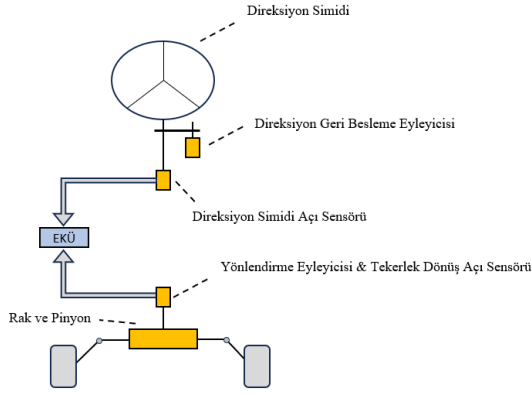 Direksiyon Simidi
Direksiyon Geri Besleme Eyleyicisi
Direksiyon Simidi Açı Sensörü
EKÜ
Yönlendirme Eyleyicisi & Tekerlek Dönüş Açı Sensörü
Rak ve Pinyon